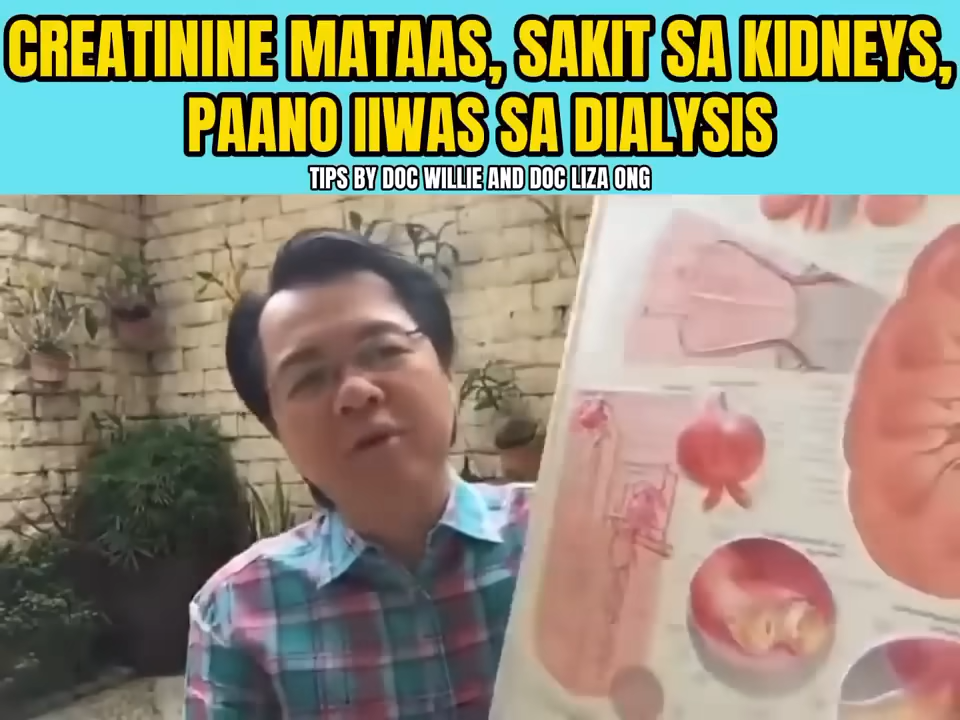 CREATININE MATAAS, SAKIT SA KIDNEYS,
PAANO IIWAS SA DIALYSIS
TIPS BY DOC WILLIE AND DOC LIZA ONG